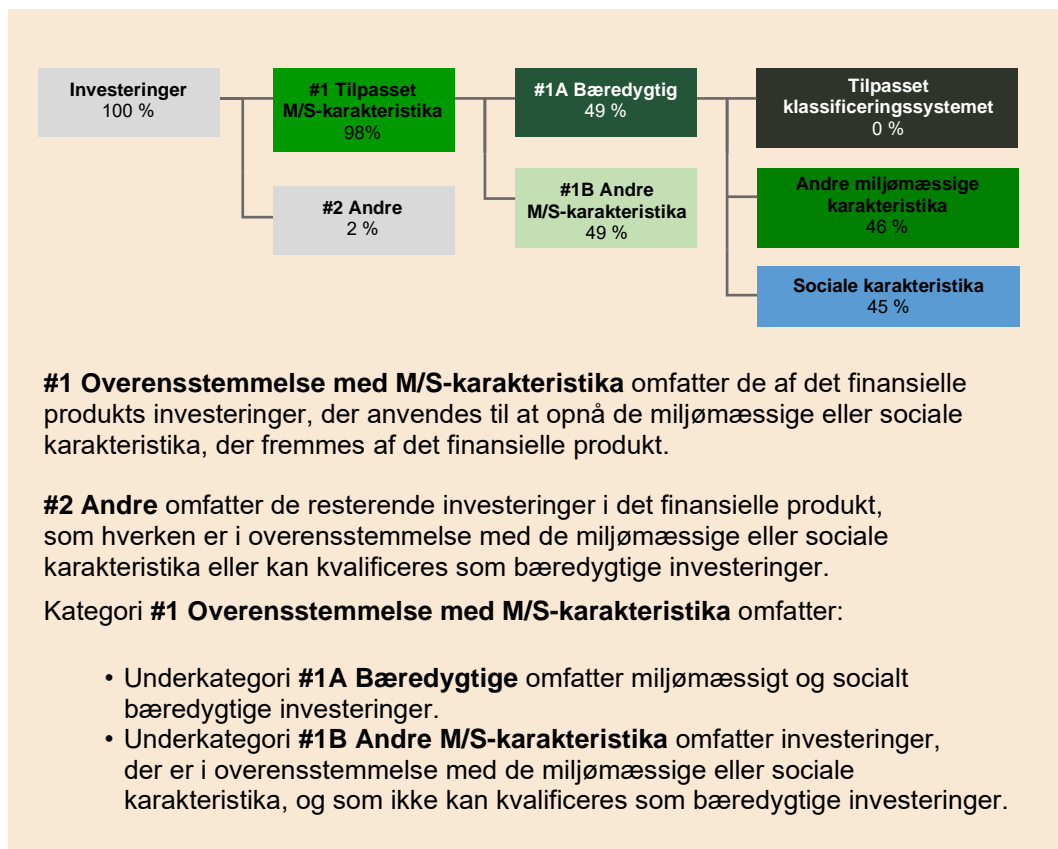 Investeringer
100 %
#1 Tilpasset
M/S-karakteristika
98%
#2 Andre
2 %
#1A Bæredygtig
49 %
#1B Andre
M/S-karakteristika
49 %
Tilpasset
klassificeringssystemet
0 %
Andre miljømæssige
karakteristika
46 %
Sociale karakteristika
45 %
#1 Overensstemmelse med M/S-karakteristika omfatter de af det finansielle
produkts investeringer, der anvendes til at opnå de miljømæssige eller sociale
karakteristika, der fremmes af det finansielle produkt.
#2 Andre omfatter de resterende investeringer i det finansielle produkt,
som hverken er i overensstemmelse med de miljømæssige eller sociale
karakteristika eller kan kvalificeres som bæredygtige investeringer.
Kategori #1 Overensstemmelse med M/S-karakteristika omfatter:
• Underkategori #1A Bæredygtige omfatter miljømæssigt og socialt
bæredygtige investeringer.
• Underkategori #1B Andre M/S-karakteristika omfatter investeringer,
der er i overensstemmelse med de miljømæssige eller sociale
karakteristika, og som ikke kan kvalificeres som bæredygtige investeringer.